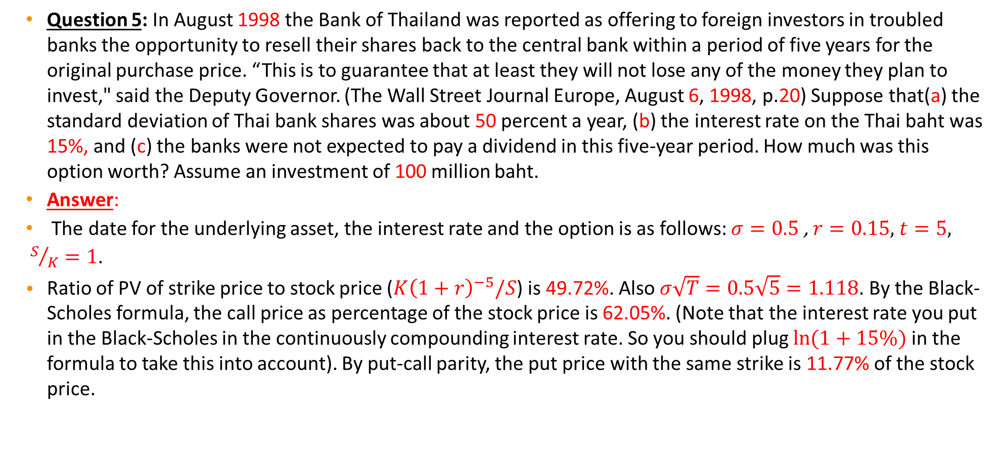 • Question 5: In August 1998 the Bank of Thailand was reported as offering to foreign investors in troubled
banks the opportunity to resell their shares back to the central bank within a period of five years for the
original purchase price. “This is to guarantee that at least they will not lose any of the money they plan to
invest," said the Deputy Governor. (The Wall Street Journal Europe, August 6, 1998, p.20) Suppose that(a) the
standard deviation of Thai bank shares was about 50 percent a year, (b) the interest rate on the Thai baht was
15%, and (c) the banks were not expected to pay a dividend in this five-year period. How much was this
option worth? Assume an investment of 100 million baht.
• Answer:
• The date for the underlying asset, the interest rate and the option is as follows: σ = 0.5 , r = 0.15, t = 5,
S/K = 1.
• Ratio of PV of strike price to stock price (K(1 + r)⁻⁵/S) is 49.72%. Also σ√T = 0.5√5 = 1.118. By the Black-
Scholes formula, the call price as percentage of the stock price is 62.05%. (Note that the interest rate you put
in the Black-Scholes in the continuously compounding interest rate. So you should plug ln(1 + 15%) in the
formula to take this into account). By put-call parity, the put price with the same strike is 11.77% of the stock
price.